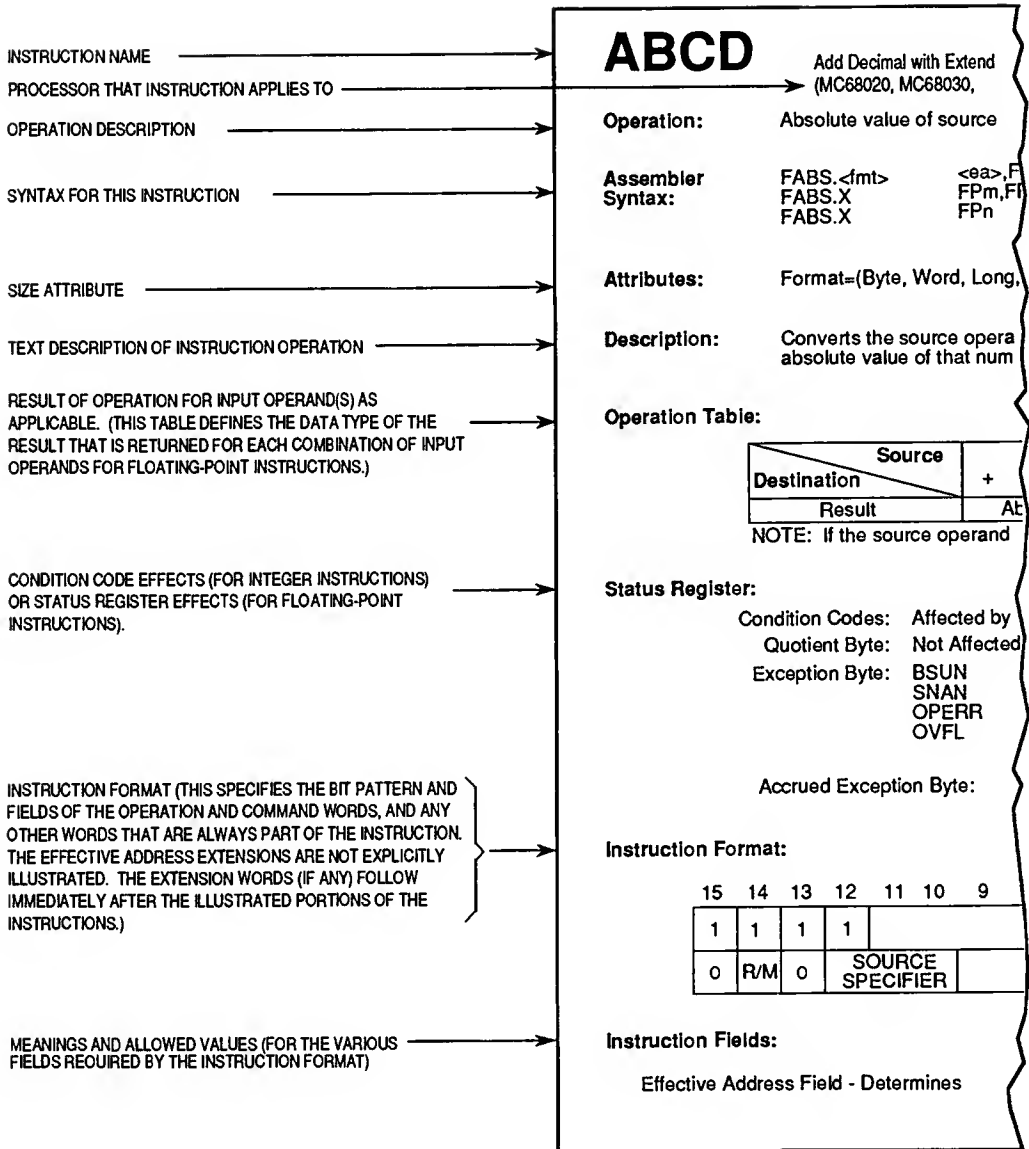 INSTRUCTION NAME
PROCESSOR THAT INSTRUCTION APPLIES TO
OPERATION DESCRIPTION
SYNTAX FOR THIS INSTRUCTION
SIZE ATTRIBUTE
TEXT DESCRIPTION OF INSTRUCTION OPERATION
RESULT OF OPERATION FOR INPUT OPERAND(S) AS
APPLICABLE. (THIS TABLE DEFINES THE DATA TYPE OF THE
RESULT THAT IS RETURNED FOR EACH COMBINATION OF INPUT
OPERANDS FOR FLOATING-POINT INSTRUCTIONS.)
CONDITION CODE EFFECTS (FOR INTEGER INSTRUCTIONS)
OR STATUS REGISTER EFFECTS (FOR FLOATING-POINT
INSTRUCTIONS).
INSTRUCTION FORMAT (THIS SPECIFIES THE BIT PATTERN AND
FIELDS OF THE OPERATION AND COMMAND WORDS, AND ANY
OTHER WORDS THAT ARE ALWAYS PART OF THE INSTRUCTION.
THE EFFECTIVE ADDRESS EXTENSIONS ARE NOT EXPLICITLY
ILLUSTRATED. THE EXTENSION WORDS (IF ANY) FOLLOW
IMMEDIATELY AFTER THE ILLUSTRATED PORTIONS OF THE
INSTRUCTIONS.)
MEANINGS AND ALLOWED VALUES (FOR THE VARIOUS
FIELDS REQUIRED BY THE INSTRUCTION FORMAT)
ABCD
Add Decimal with Extend
(MC68020, MC68030,
Operation: Absolute value of source
Assembler Syntax:
FABS.<fmt> <ea>,F
FABS.X FPm,FP
FABS.X FPn
Attributes: Format=(Byte, Word, Long,
Description: Converts the source opera
absolute value of that num
Operation Table:
Source
Destination +
Result Ab
NOTE: If the source operand
Status Register:
Condition Codes: Affected by
Quotient Byte: Not Affected
Exception Byte: BSUN
SNAN
OPERR
OVFL
Accrued Exception Byte:
Instruction Format:
15 14 13 12 11 10 9
1 1 1 1
0 R/M 0 SOURCE
SPECIFIER
Instruction Fields:
Effective Address Field - Determines